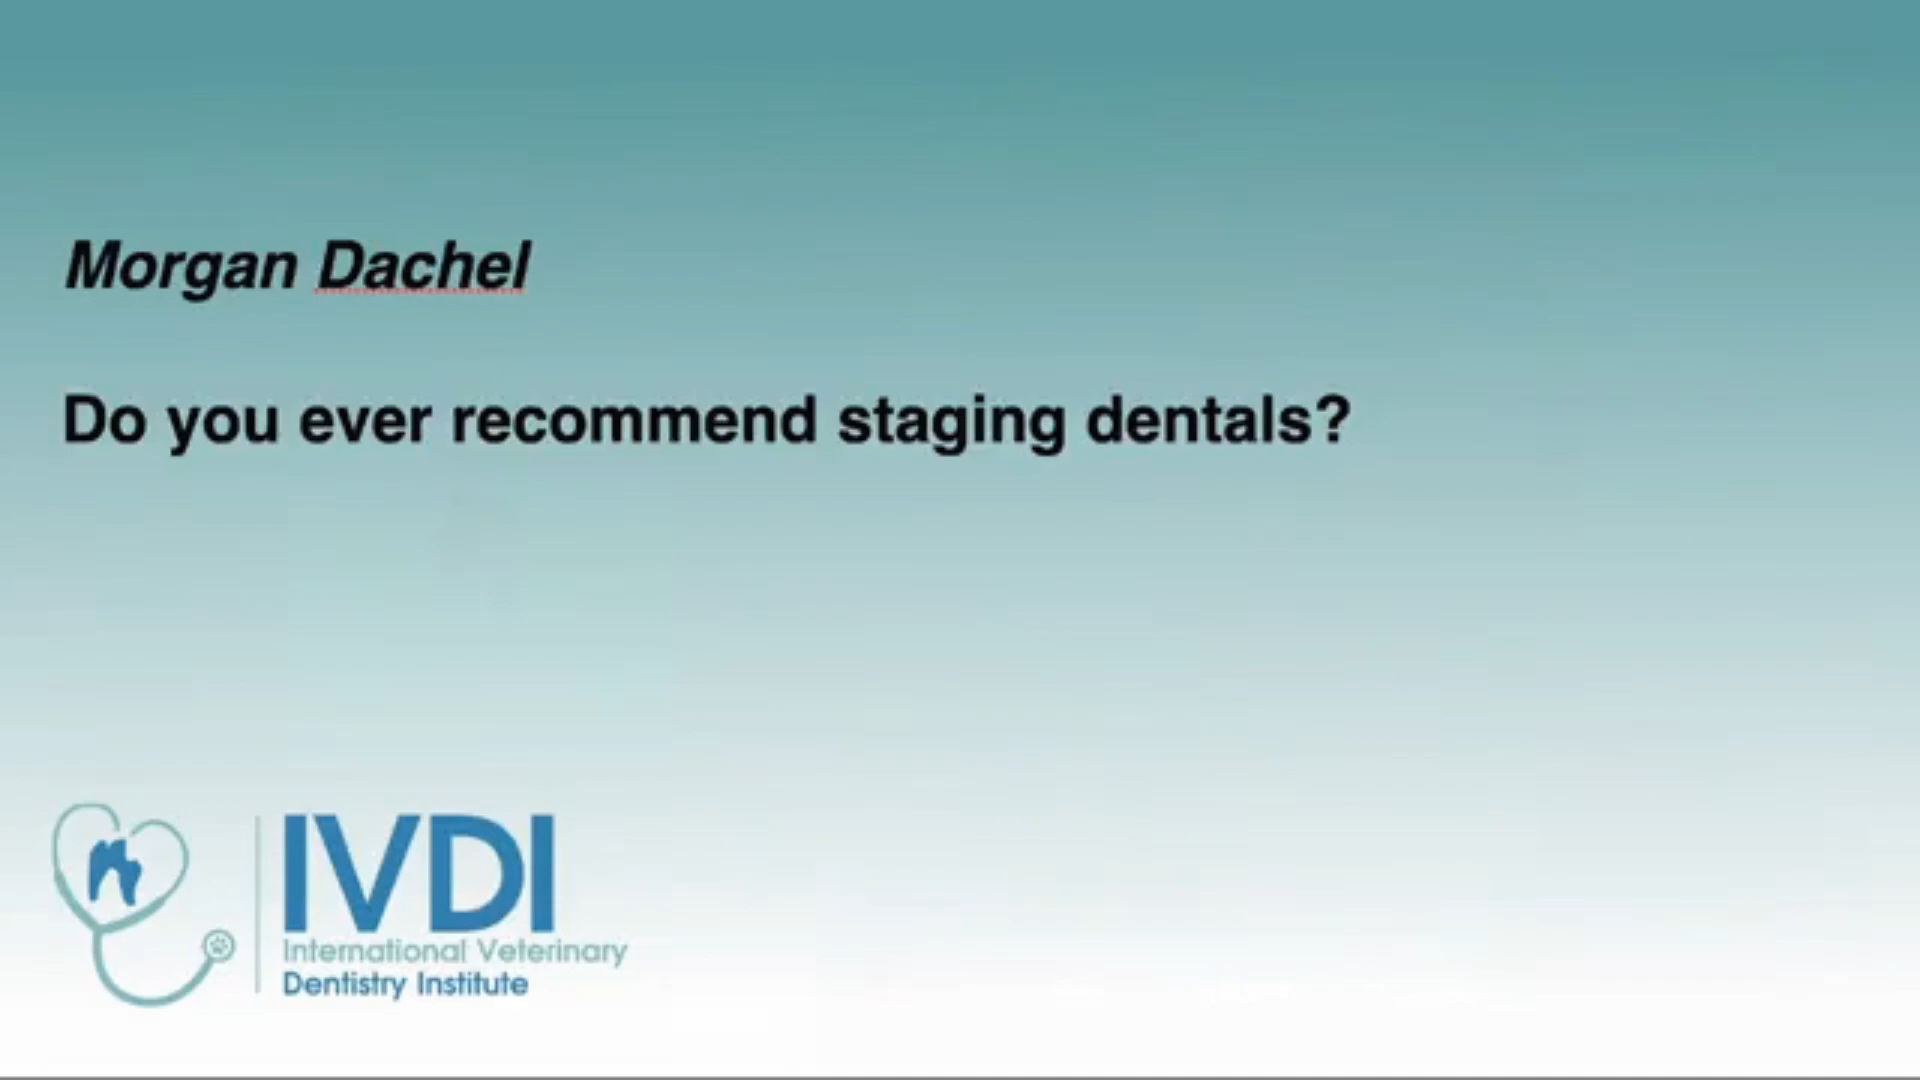 Morgan Dachel
Do you ever recommend staging dentals?
IVDI
International Veterinary
Dentistry Institute